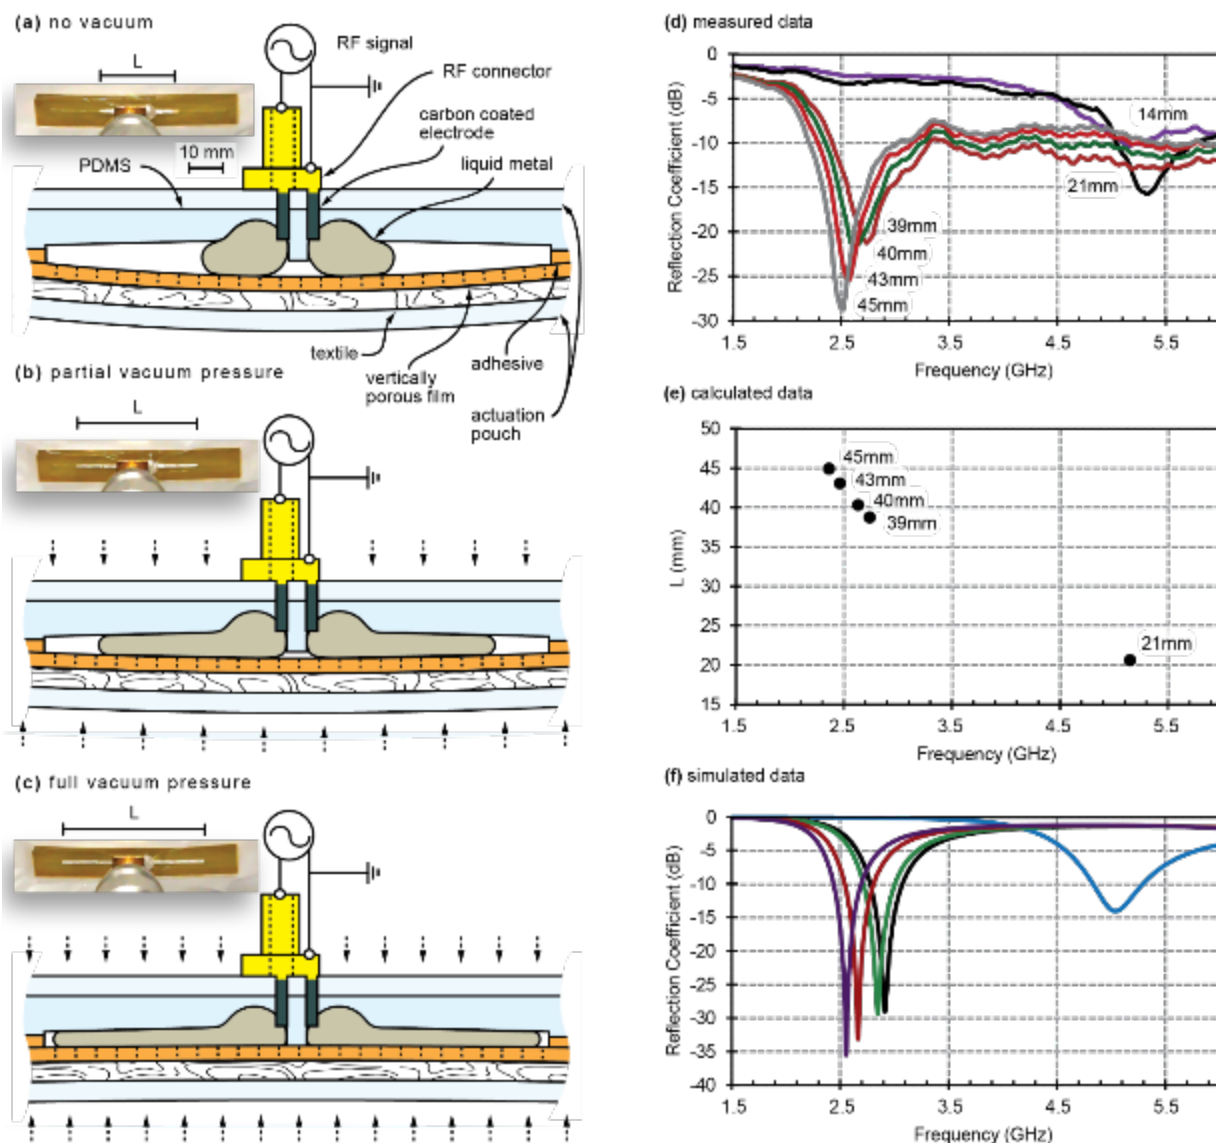 (a) no vacuum
L
RF signal
RF connector
carbon coated
electrode
liquid metal
PDMS
10 mm
textile
vertically
porous film
adhesive
actuation
pouch
(b) partial vacuum pressure
L
(c) full vacuum pressure
L
(d) measured data
Reflection Coefficient (dB)
0
-5
-10
-15
-20
-25
-30
14mm
21mm
39mm
40mm
43mm
45mm
1.5 2.5 3.5 4.5 5.5
Frequency (GHz)
(e) calculated data
L (mm)
50
45
40
35
30
25
20
15
45mm
43mm
40mm
39mm
21mm
1.5 2.5 3.5 4.5 5.5
Frequency (GHz)
(f) simulated data
Reflection Coefficient (dB)
0
-5
-10
-15
-20
-25
-30
-35
-40
1.5 2.5 3.5 4.5 5.5
Frequency (GHz)